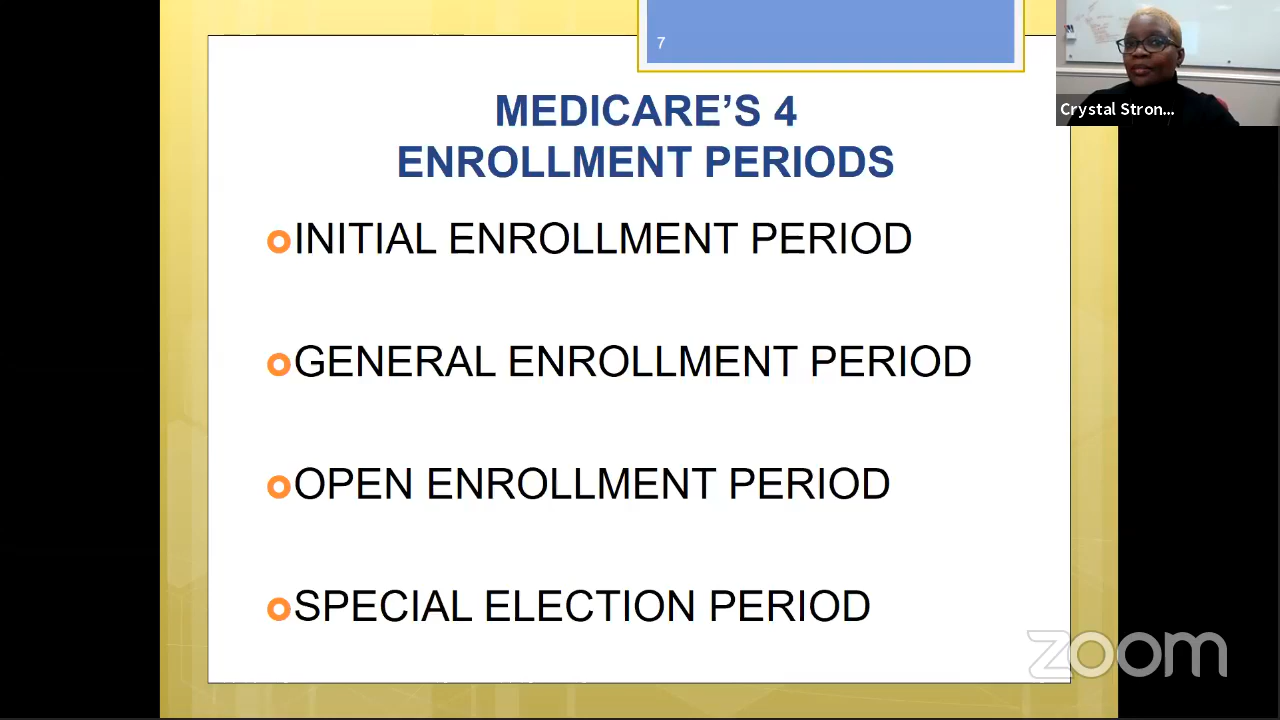 7
Crystal Stron...
MEDICARE’S 4
ENROLLMENT PERIODS
INITIAL ENROLLMENT PERIOD
GENERAL ENROLLMENT PERIOD
OPEN ENROLLMENT PERIOD
SPECIAL ELECTION PERIOD
zoom